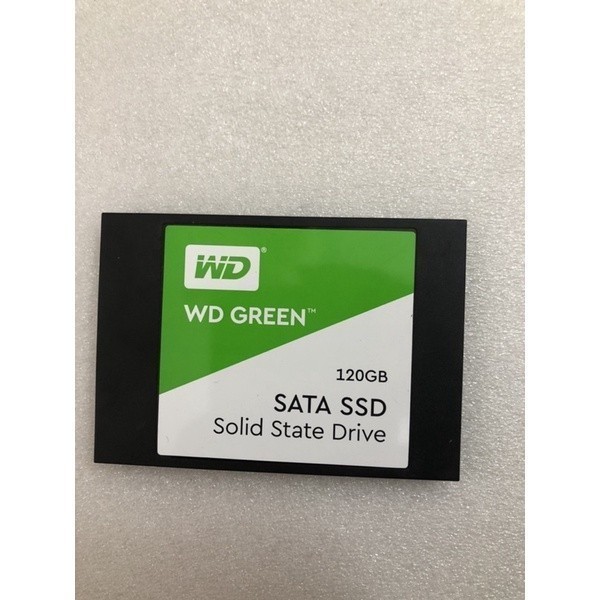 WD®
WD GREEN™
120GB
SATA SSD
Solid State Drive